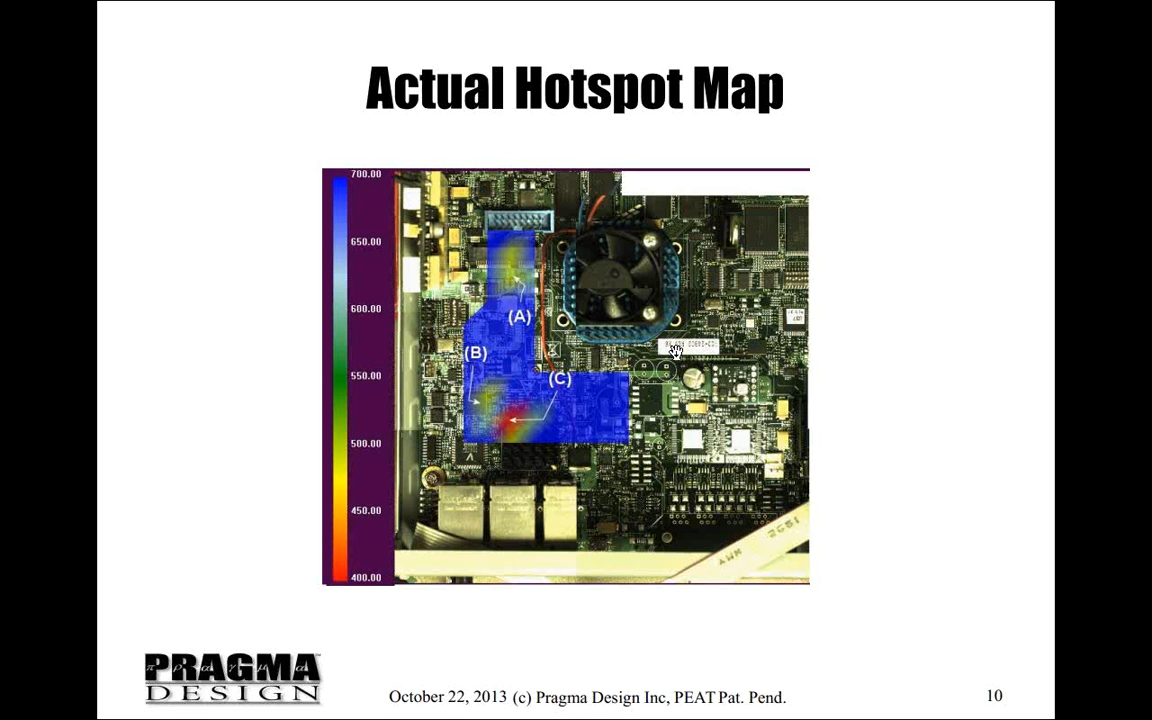 Actual Hotspot Map
700.00
650.00
600.00
550.00
500.00
450.00
400.00
(A)
(B)
(C)
AWM
PRAGMA
DESIGN
October 22, 2013 (c) Pragma Design Inc, PEAT Pat. Pend.
10